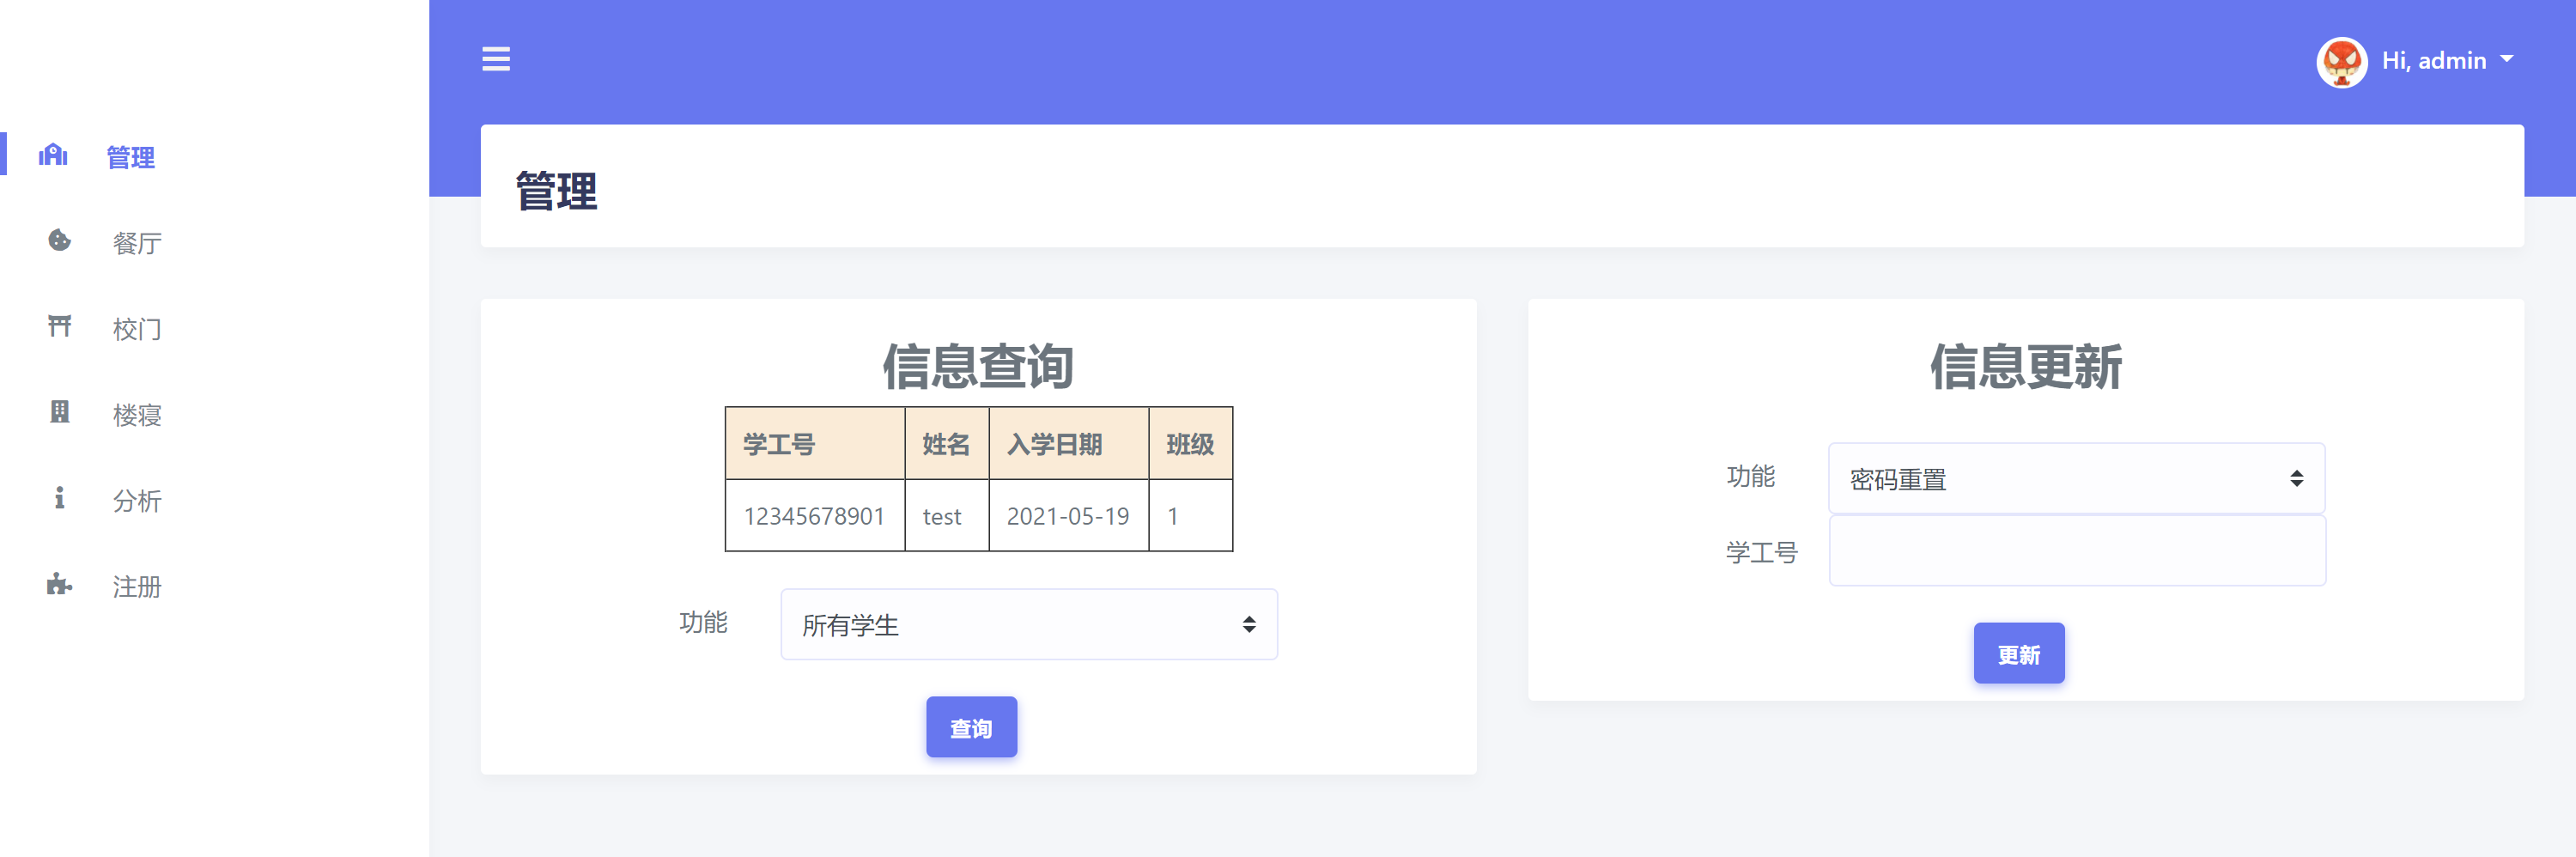 Hi, admin
管理
餐厅
校门
楼寝
分析
注册
管理
信息查询
学工号 姓名 入学日期 班级
12345678901 test 2021-05-19 1
功能 所有学生
查询
信息更新
功能 密码重置
学工号
更新